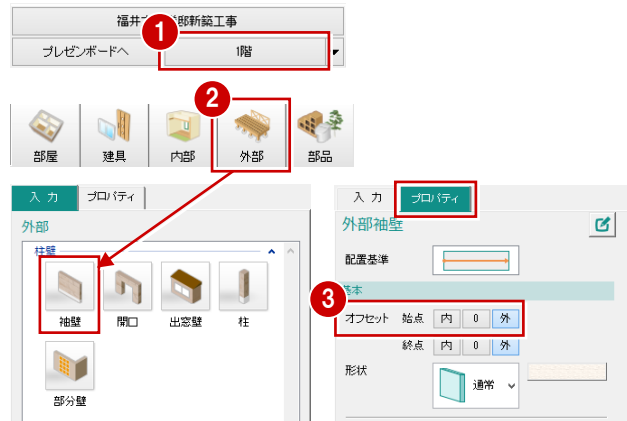 福井
部新築工事
1
プレゼンボードへ
1階
2
部屋
建具
内部
外部
部品
入力 プロパティ
外部
柱壁
袖壁
開口
出窓壁
柱
部分壁
入力 プロパティ
外部袖壁
配置基準
3
基本
オフセット 始点 内 0 外
終点 内 0 外
形状
通常